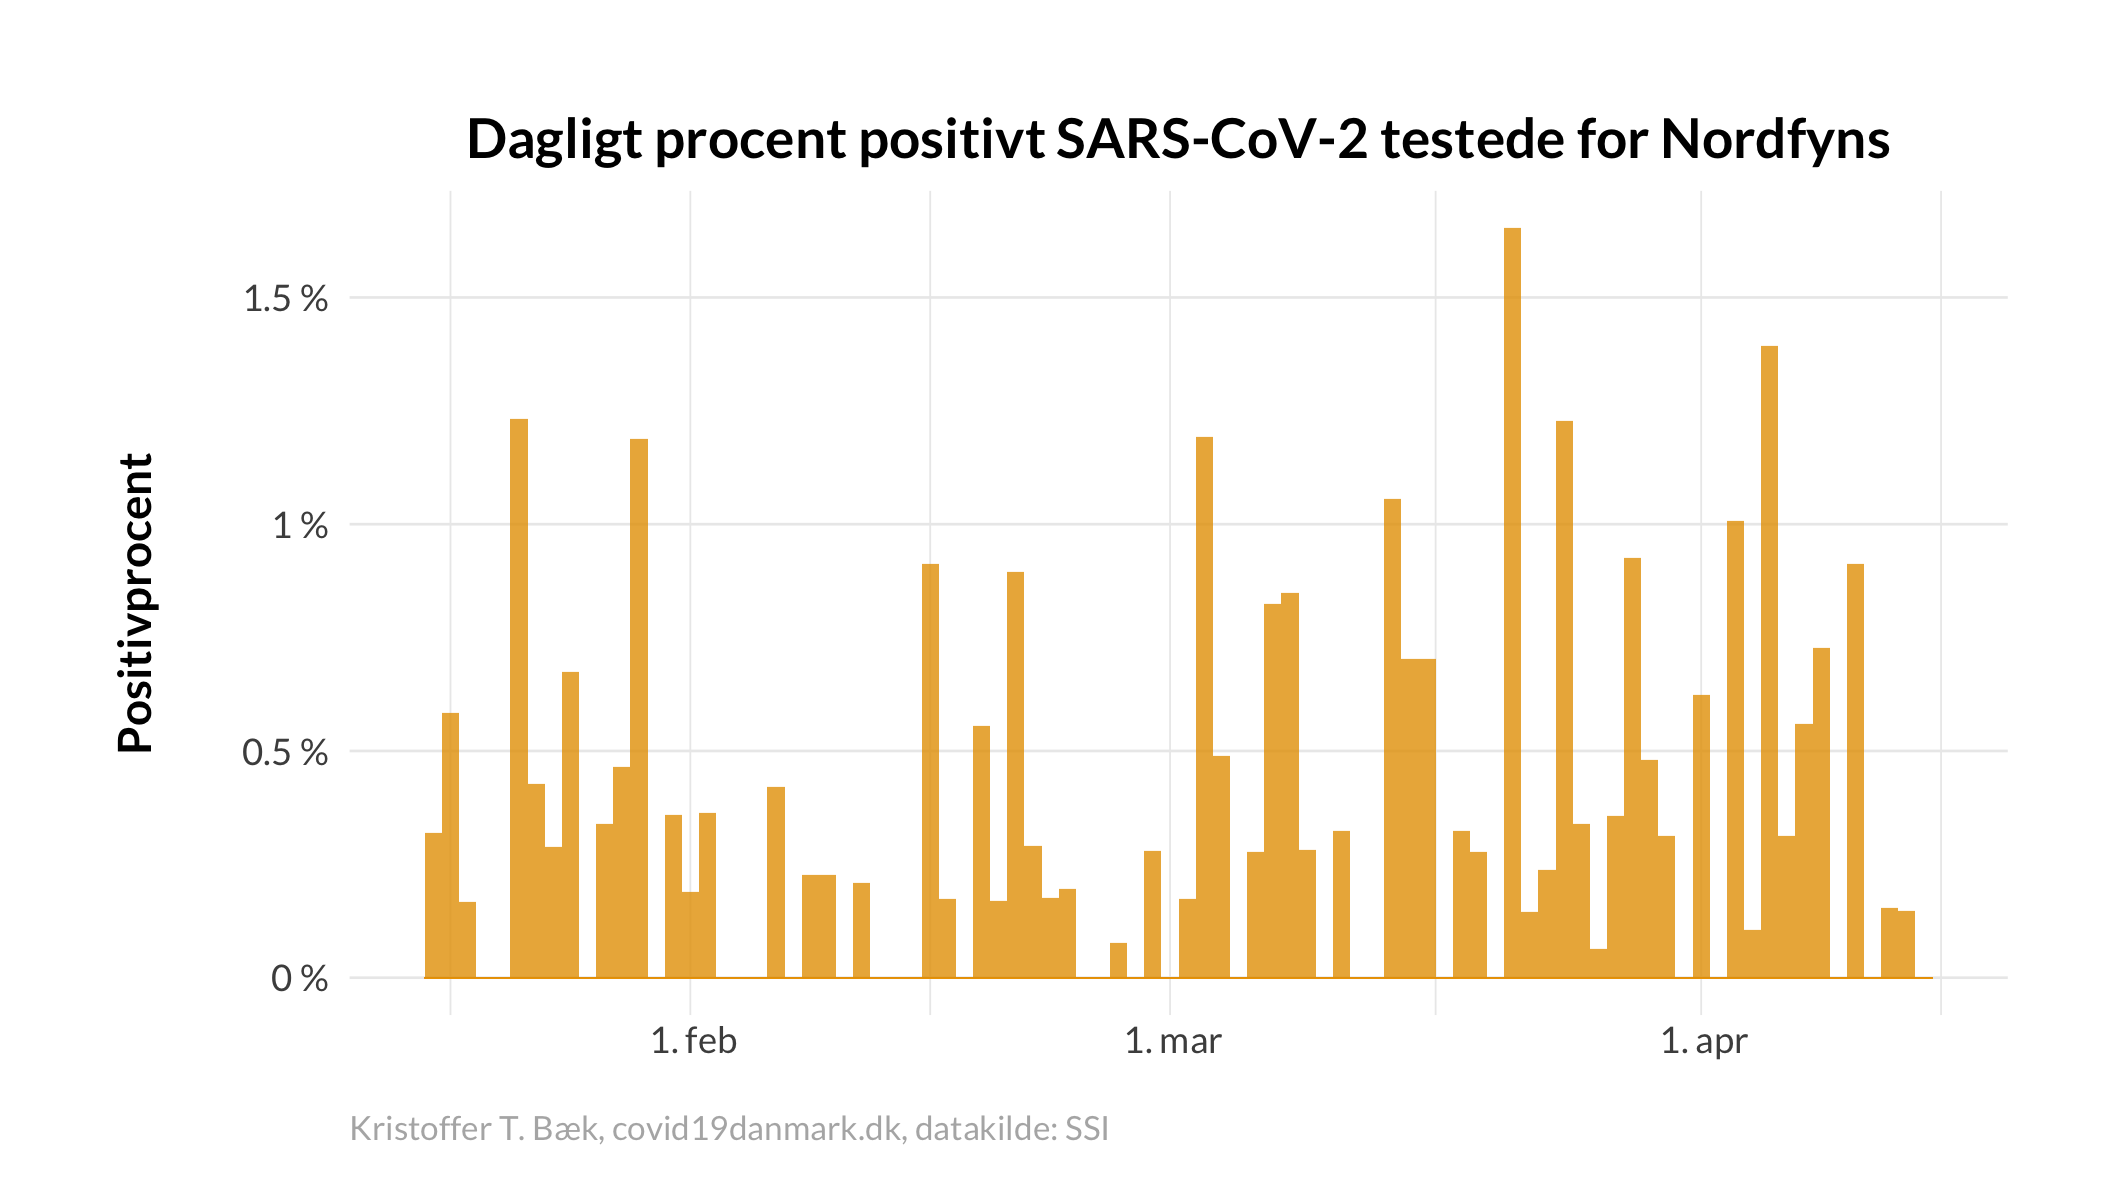 Dagligt procent positivt SARS-CoV-2 testede for Nordfyns
Positivprocent
1.5 %
1 %
0.5 %
0 %
1. feb
1. mar
1. apr
Kristoffer T. Bæk, covid19danmark.dk, datakilde: SSI